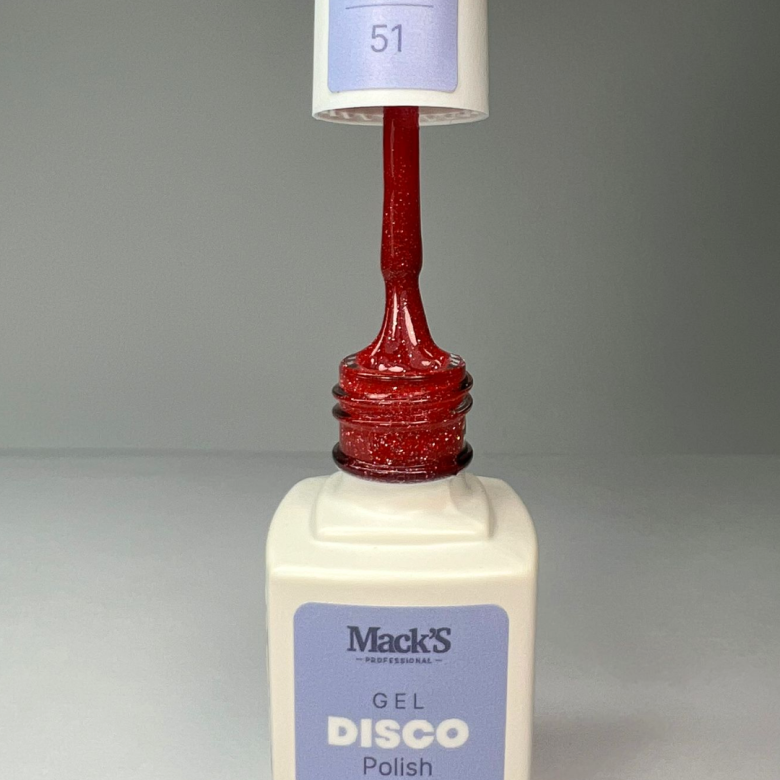 51
Mack'S
PROFESSIONAL
GEL
DISCO
Polish